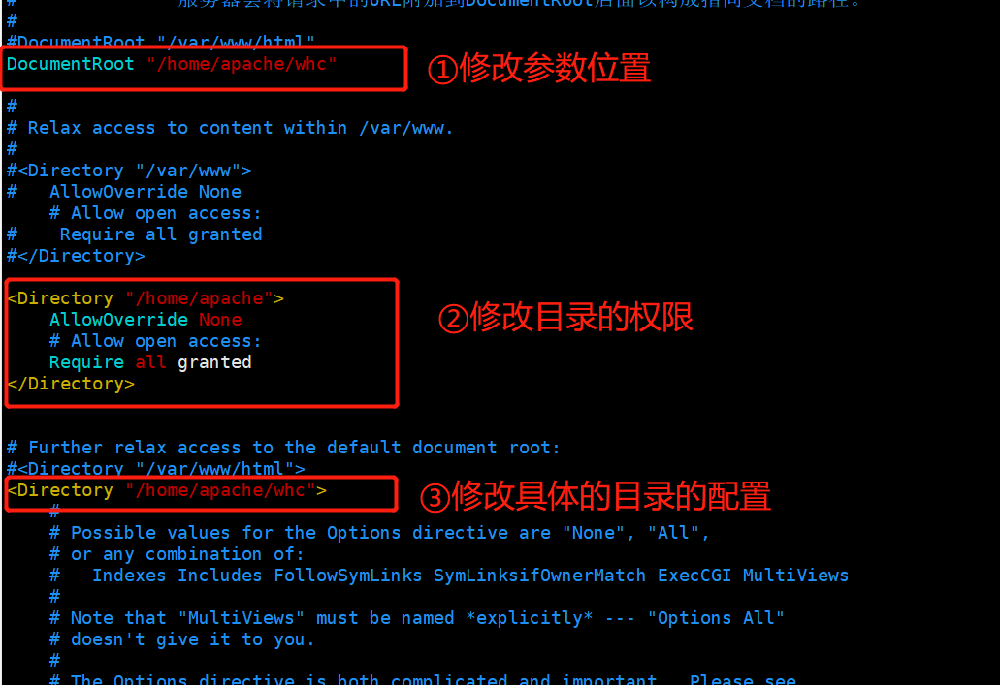 # 服务器会将请求中的URL附加到DocumentRoot后面以构成指向文档的路径。
#
#DocumentRoot "/var/www/html"
DocumentRoot "/home/apache/whc"
①修改参数位置
#
# Relax access to content within /var/www.
#
#<Directory "/var/www">
#   AllowOverride None
    # Allow open access:
#    Require all granted
#</Directory>
<Directory "/home/apache">
    AllowOverride None
    # Allow open access:
    Require all granted
</Directory>
②修改目录的权限
# Further relax access to the default document root:
#<Directory "/var/www/html">
<Directory "/home/apache/whc">
③修改具体的目录的配置
    #
    # Possible values for the Options directive are "None", "All",
    # or any combination of:
    #   Indexes Includes FollowSymLinks SymLinksifOwnerMatch ExecCGI MultiViews
    #
    # Note that "MultiViews" must be named *explicitly* --- "Options All"
    # doesn't give it to you.
    #
    # The Options directive is both complicated and important.  Please see